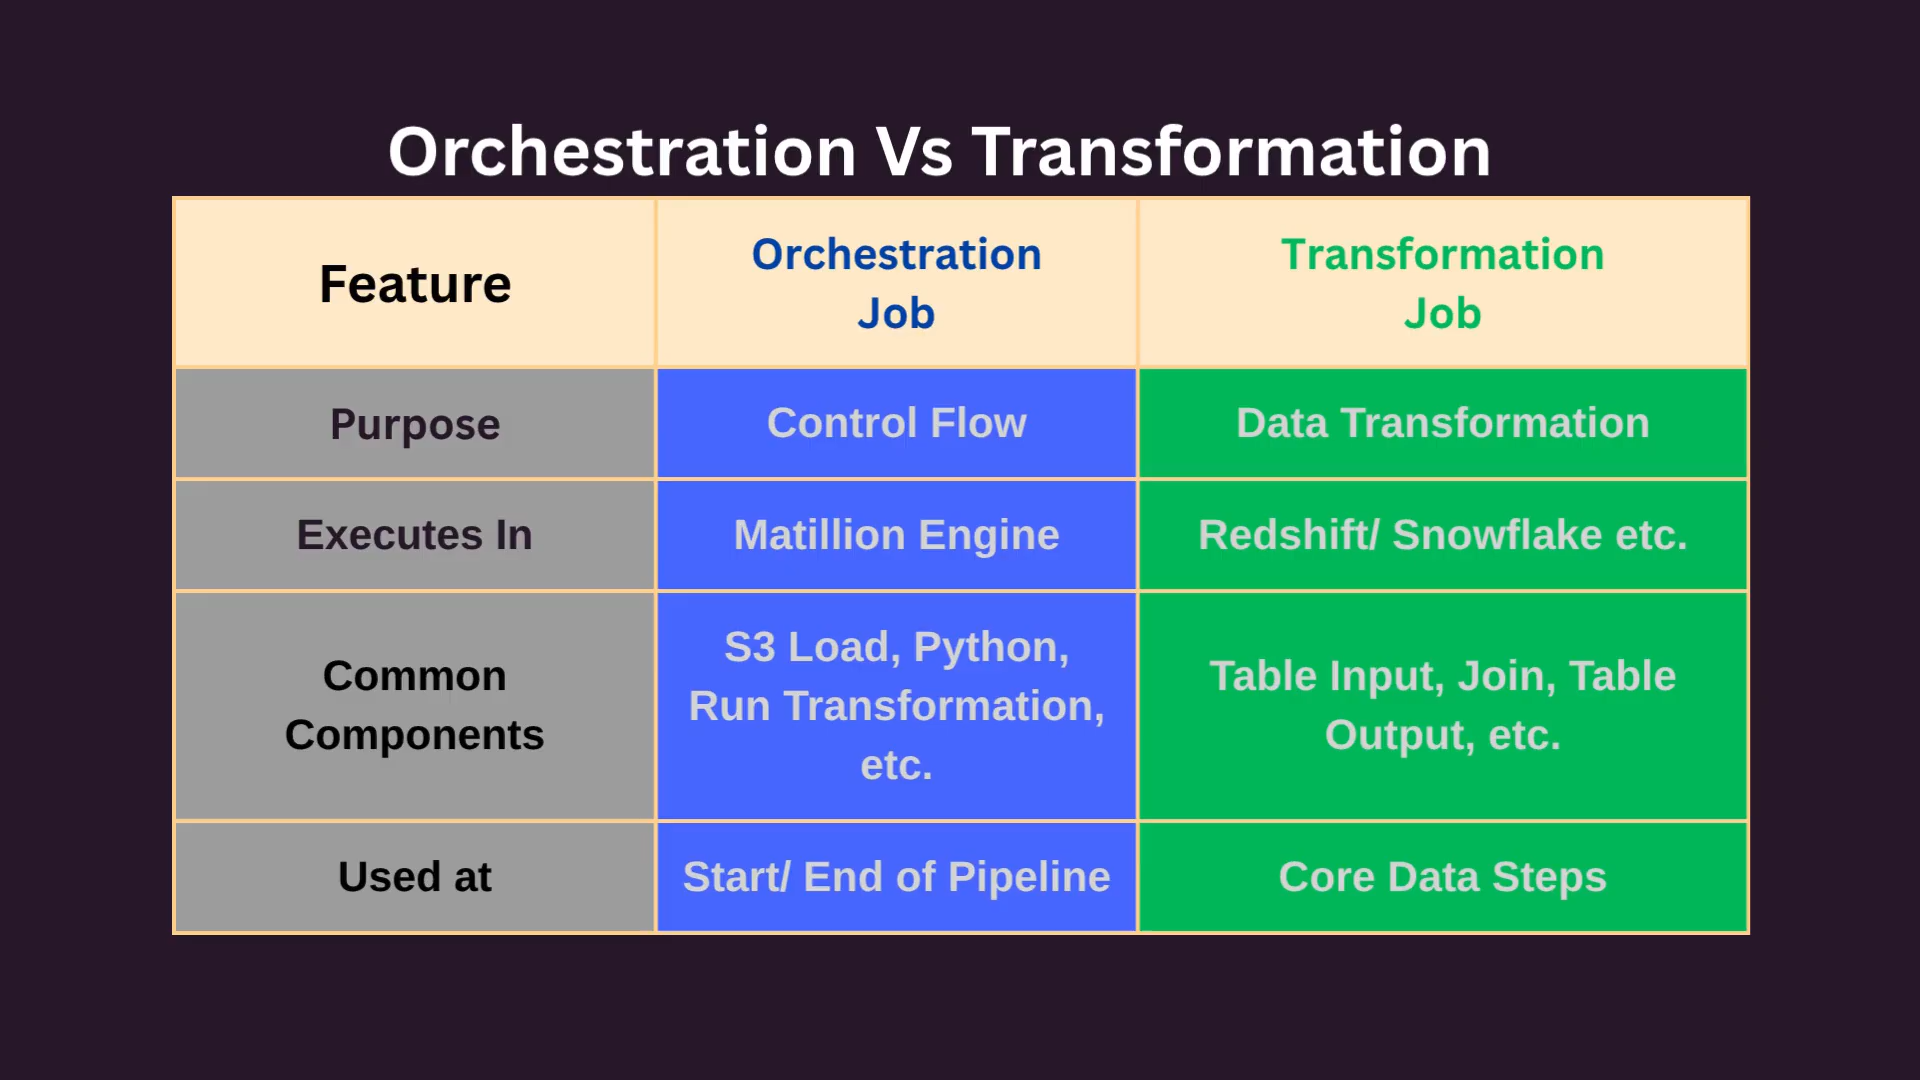 Orchestration Vs Transformation
Feature
Orchestration
Job
Transformation
Job
Purpose
Control Flow
Data Transformation
Executes In
Matillion Engine
Redshift/ Snowflake etc.
Common
Components
S3 Load, Python,
Run Transformation,
etc.
Table Input, Join, Table
Output, etc.
Used at
Start/ End of Pipeline
Core Data Steps